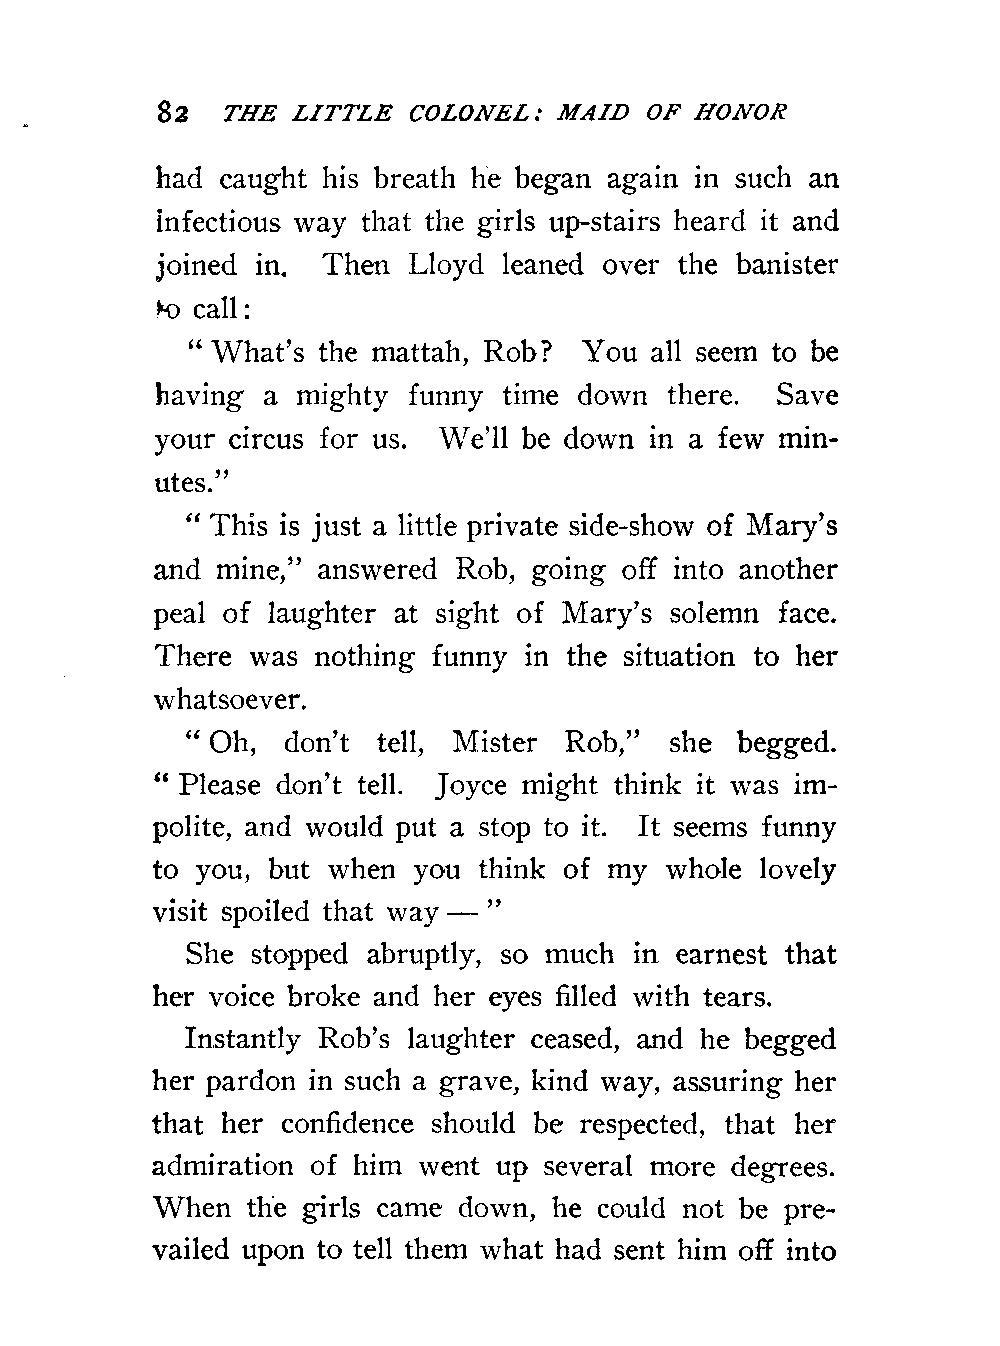 82 THE LITTLE COLONEL: MAID OF HONOR
had caught his breath he began again in such an
infectious way that the girls up-stairs heard it and
joined in. Then Lloyd leaned over the banister
to call:
" What's the mattah, Rob? You all seem to be
having a mighty funny time down there. Save
your circus for us. We'll be down in a few min-
utes."
" This is just a little private side-show of Mary's
and mine," answered Rob, going off into another
peal of laughter at sight of Mary's solemn face.
There was nothing funny in the situation to her
whatsoever.
" Oh, don't tell, Mister Rob," she begged.
" Please don't tell. Joyce might think it was im-
polite, and would put a stop to it. It seems funny
to you, but when you think of my whole lovely
visit spoiled that way — "
She stopped abruptly, so much in earnest that
her voice broke and her eyes filled with tears.
Instantly Rob's laughter ceased, and he begged
her pardon in such a grave, kind way, assuring her
that her confidence should be respected, that her
admiration of him went up several more degrees.
When the girls came down, he could not be pre-
vailed upon to tell them what had sent him off into